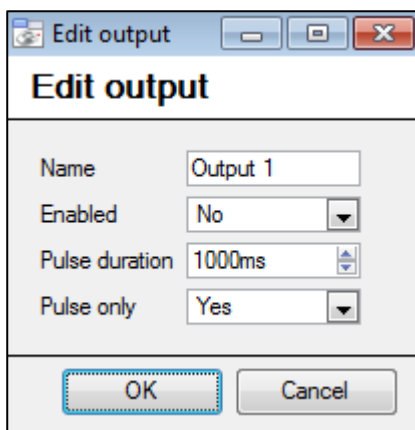 Edit output
Edit output
Name Output 1
Enabled No
Pulse duration 1000ms
Pulse only Yes
OK Cancel